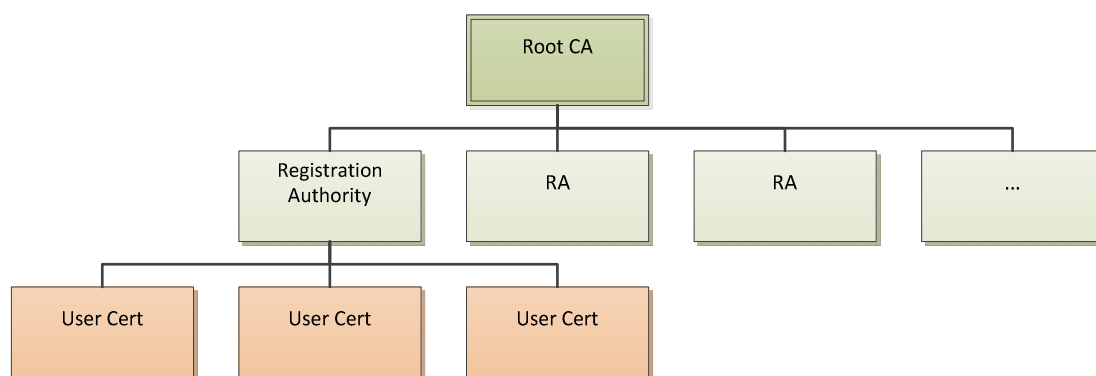 Root CA
Registration
Authority
RA
RA
...
User Cert
User Cert
User Cert